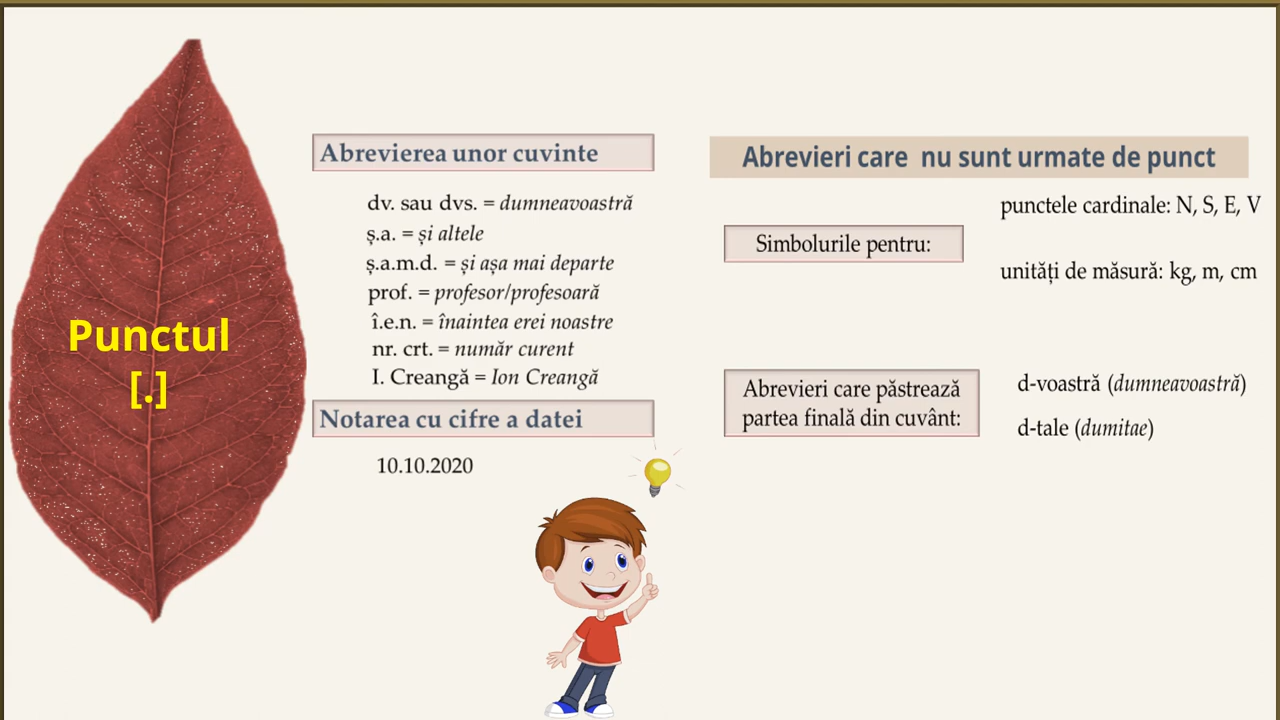 Punctul
[.]
Abrevierea unor cuvinte
dv. sau dvs. = dumneavoastră
ș.a. = și altele
ș.a.m.d. = și așa mai departe
prof. = profesor/profesoară
î.e.n. = înaintea erei noastre
nr. crt. = număr curent
I. Creangă = Ion Creangă
Notarea cu cifre a datei
10.10.2020
Abrevieri care nu sunt urmate de punct
Simbolurile pentru:
punctele cardinale: N, S, E, V
unități de măsură: kg, m, cm
Abrevieri care păstrează
partea finală din cuvânt:
d-voastră (dumneavoastră)
d-tale (dumitae)